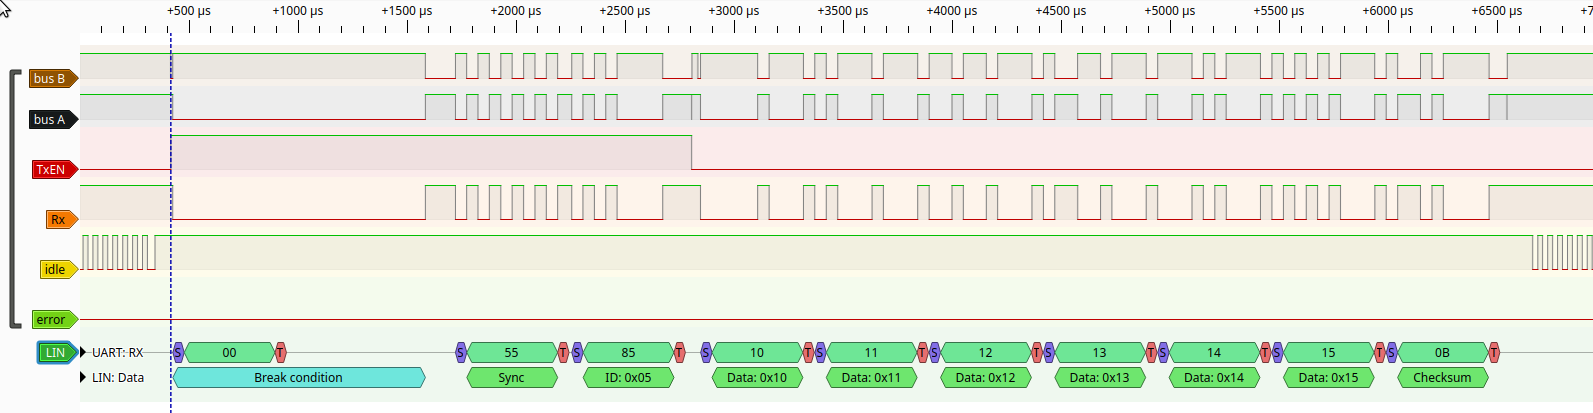 +500 µs +1000 µs +1500 µs +2000 µs +2500 µs +3000 µs +3500 µs +4000 µs +4500 µs +5000 µs +5500 µs +6000 µs +6500 µs +7
bus B
bus A
TxEN
Rx
idle
error
LIN UART: RX S 00 T S 55 T S 85 T S 10 T S 11 T S 12 T S 13 T S 14 T S 15 T S 0B T
LIN: Data Break condition Sync ID: 0x05 Data: 0x10 Data: 0x11 Data: 0x12 Data: 0x13 Data: 0x14 Data: 0x15 Checksum